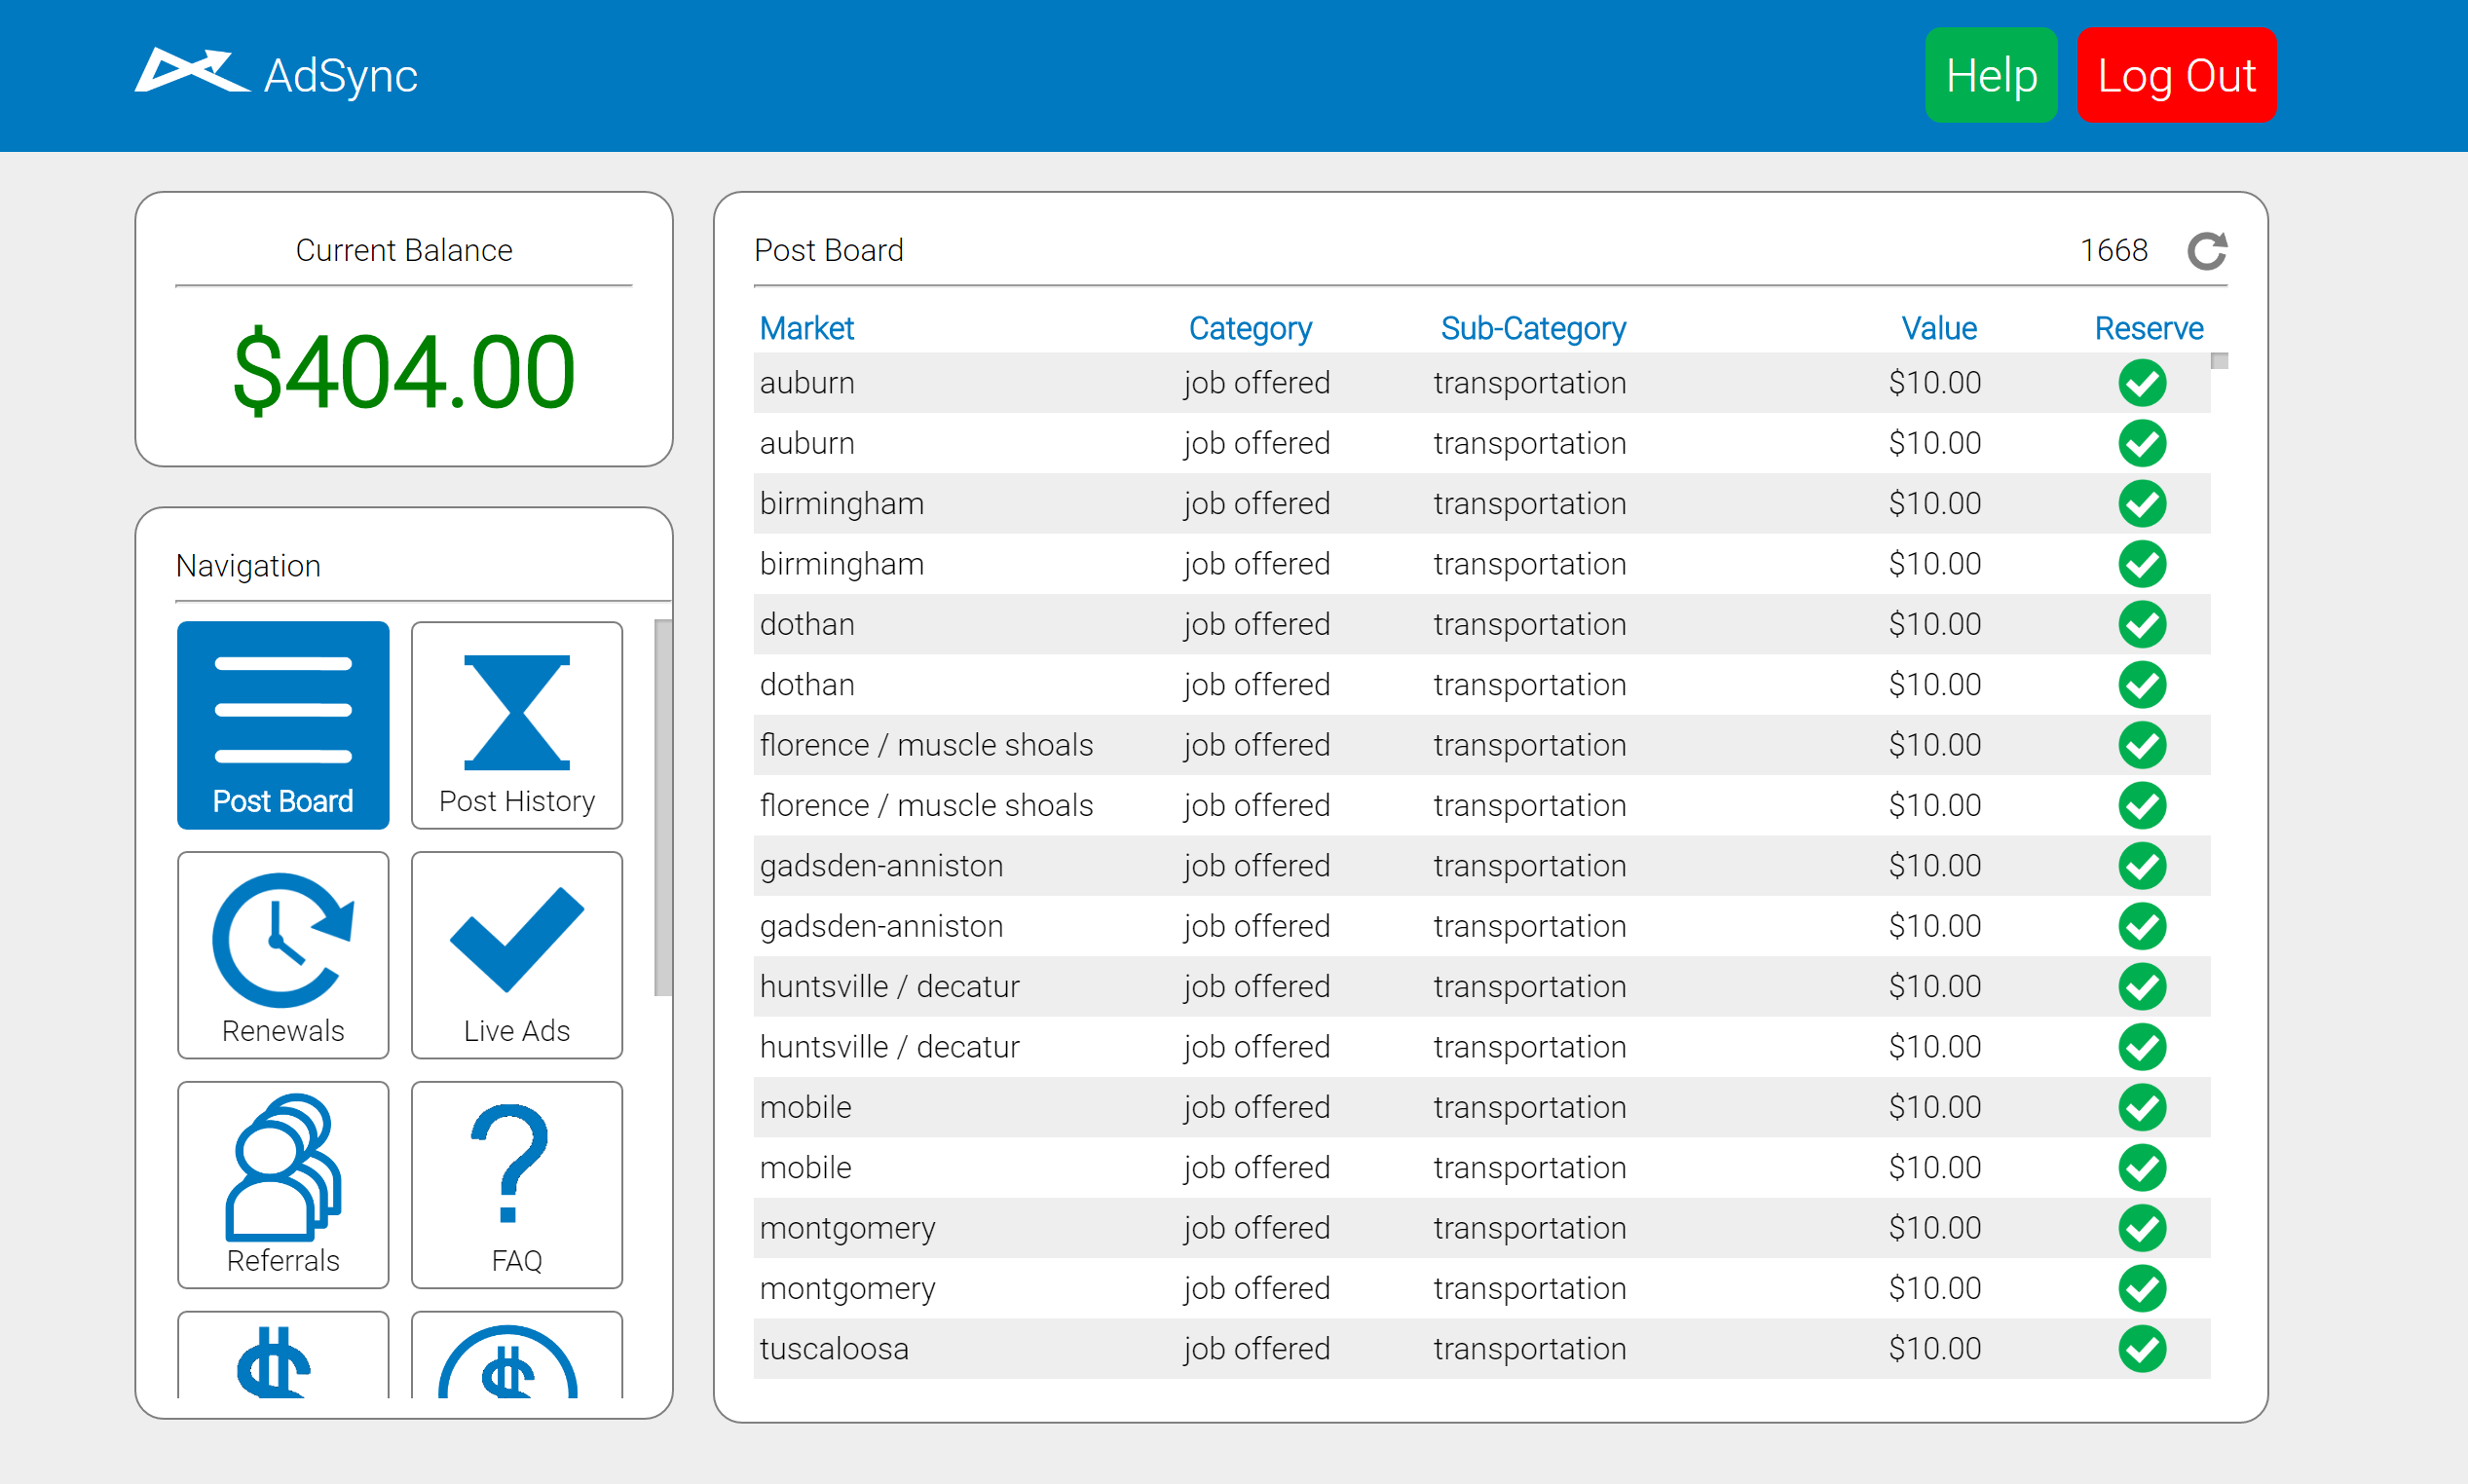 AdSync
Help
Log Out
Current Balance
$404.00
Navigation
Post Board
Post History
Renewals
Live Ads
Referrals
FAQ
Post Board 1668
Market Category Sub-Category Value Reserve
auburn job offered transportation $10.00
auburn job offered transportation $10.00
birmingham job offered transportation $10.00
birmingham job offered transportation $10.00
dothan job offered transportation $10.00
dothan job offered transportation $10.00
florence / muscle shoals job offered transportation $10.00
florence / muscle shoals job offered transportation $10.00
gadsden-anniston job offered transportation $10.00
gadsden-anniston job offered transportation $10.00
huntsville / decatur job offered transportation $10.00
huntsville / decatur job offered transportation $10.00
mobile job offered transportation $10.00
mobile job offered transportation $10.00
montgomery job offered transportation $10.00
montgomery job offered transportation $10.00
tuscaloosa job offered transportation $10.00